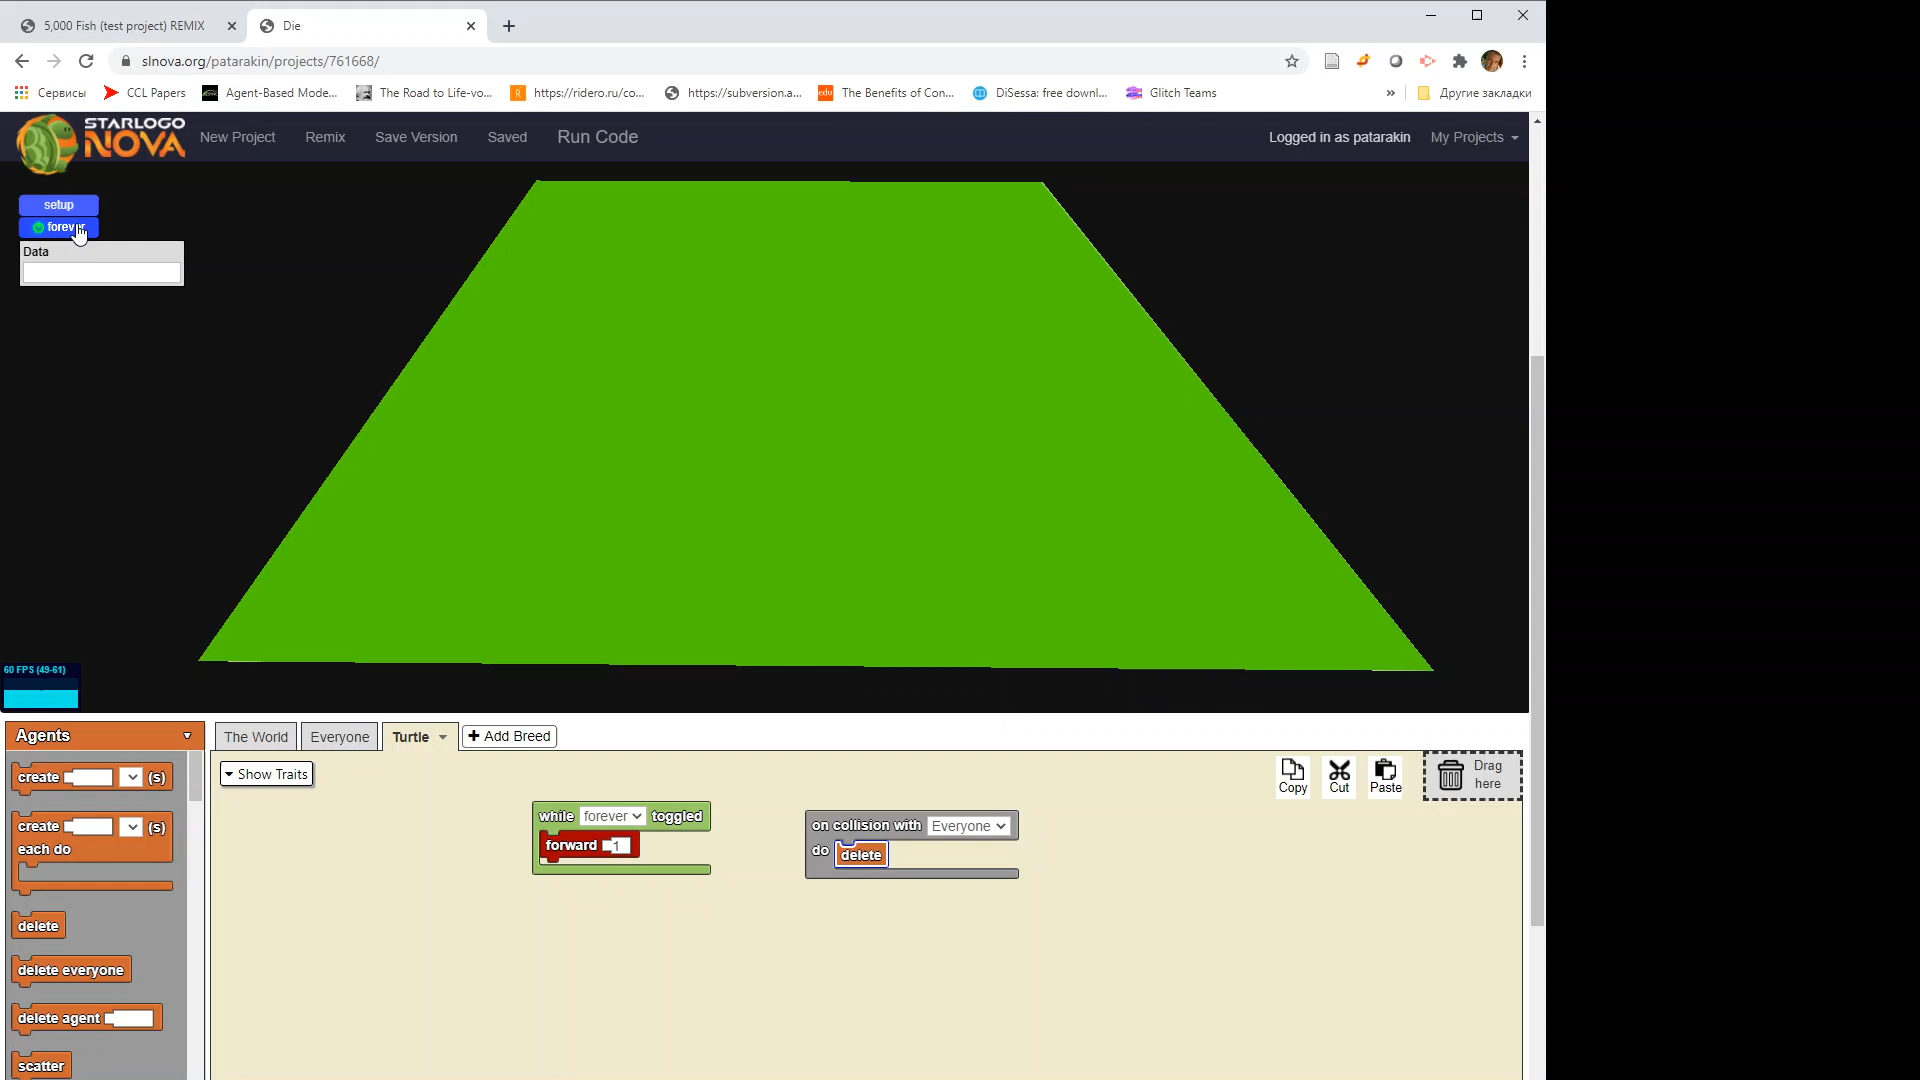 5,000 Fish (test project) REMIX
Die
slnova.org/patarakin/projects/761668/
Сервисы
CCL Papers
Agent-Based Mode...
The Road to Life-vo...
https://ridero.ru/co...
https://subversion.a...
edu
The Benefits of Con...
DiSessa: free downl...
Glitch Teams
»
Другие закладки
STARLOGO
NOVA
New Project
Remix
Save Version
Saved
Run Code
Logged in as patarakin
My Projects
setup
forever
Data
60 FPS (49-61)
Agents
The World
Everyone
Turtle
+ Add Breed
Show Traits
Copy
Cut
Paste
Drag
here
create (s)
create (s)
each do
delete
delete everyone
delete agent
scatter
while forever toggled
forward 1
on collision with Everyone
do delete